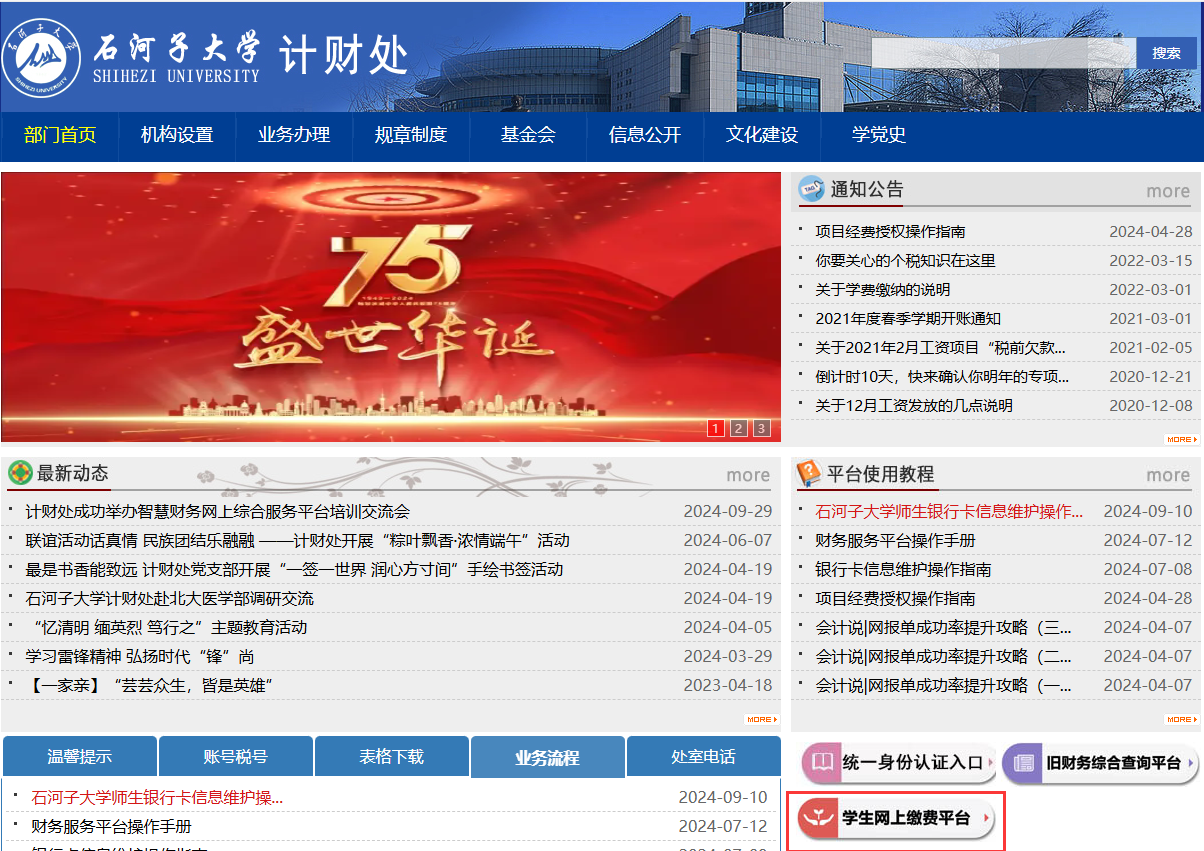 石河子大学 计财处
SHIHEZI UNIVERSITY
搜索
部门首页 机构设置 业务办理 规章制度 基金会 信息公开 文化建设 学党史
75
盛世华诞
1 2 3
通知公告 more
项目经费授权操作指南 2024-04-28
你要关心的个税知识在这里 2022-03-15
关于学费缴纳的说明 2022-03-01
2021年度春季学期开账通知 2021-03-01
关于2021年2月工资项目“税前欠款... 2021-02-05
倒计时10天，快来确认你明年的专项... 2020-12-21
关于12月工资发放的几点说明 2020-12-08
MORE
最新动态 more
计财处成功举办智慧财务网上综合服务平台培训交流会 2024-09-29
联谊活动话真情 民族团结乐融融 ——计财处开展“粽叶飘香·浓情端午”活动 2024-06-07
最是书香能致远 计财处党支部开展“一签一世界 润心方寸间”手绘书签活动 2024-04-19
石河子大学计财处赴北大医学部调研交流 2024-04-19
“忆清明 缅英烈 笃行之”主题教育活动 2024-04-05
学习雷锋精神 弘扬时代“锋”尚 2024-03-29
【一家亲】“芸芸众生，皆是英雄” 2023-04-18
MORE
平台使用教程 more
石河子大学师生银行卡信息维护操作... 2024-09-10
财务服务平台操作手册 2024-07-12
银行卡信息维护操作指南 2024-07-08
项目经费授权操作指南 2024-04-28
会计说|网报单成功率提升攻略（三... 2024-04-07
会计说|网报单成功率提升攻略（二... 2024-04-07
会计说|网报单成功率提升攻略（一... 2024-04-07
MORE
温馨提示 账号税号 表格下载 业务流程 处室电话
石河子大学师生银行卡信息维护操... 2024-09-10
财务服务平台操作手册 2024-07-12
统一身份认证入口 旧财务综合查询平台
学生网上缴费平台